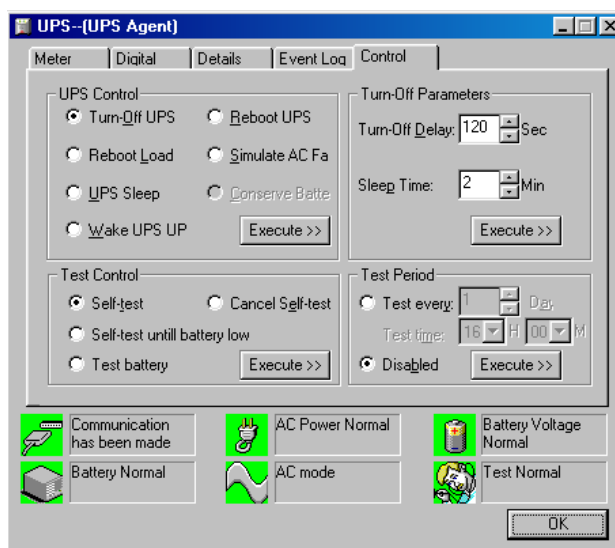 UPS--(UPS Agent)
Meter Digital Details Event Log Control
UPS Control
Turn-Off UPS Reboot UPS
Reboot Load Simulate AC Fa
UPS Sleep Conserve Batte
Wake UPS UP Execute >>
Turn-Off Parameters
Turn-Off Delay: 120 Sec
Sleep Time: 2 Min
Execute >>
Test Control
Self-test Cancel Self-test
Self-test untill battery low
Test battery Execute >>
Test Period
Test every: 1 Day
Test time: 16 H 00 M
Disabled Execute >>
Communication
has been made
AC Power Normal
Battery Voltage
Normal
Battery Normal
AC mode
Test Normal
OK